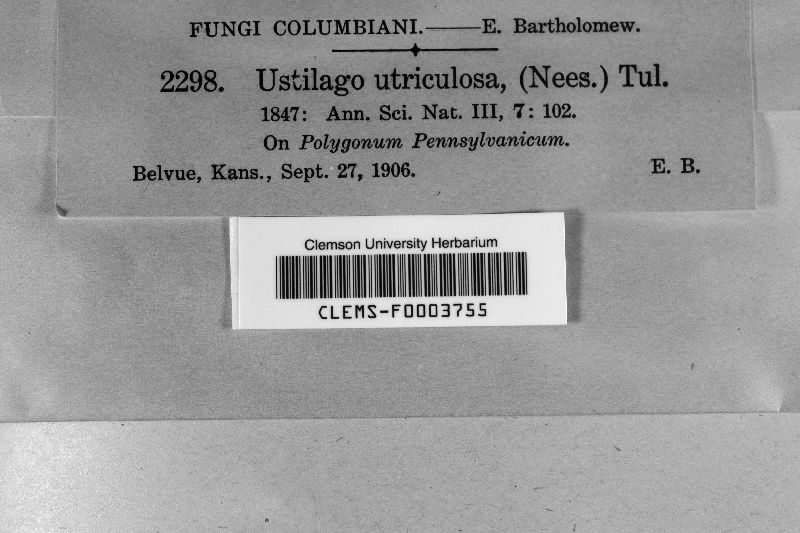 FUNGI COLUMBIANI.——E. Bartholomew.
2298. Ustilago utriculosa, (Nees.) Tul.
1847: Ann. Sci. Nat. III, 7: 102.
On Polygonum Pennsylvanicum.
Belvue, Kans., Sept. 27, 1906. E. B.
Clemson University Herbarium
CLEMS-F0003755